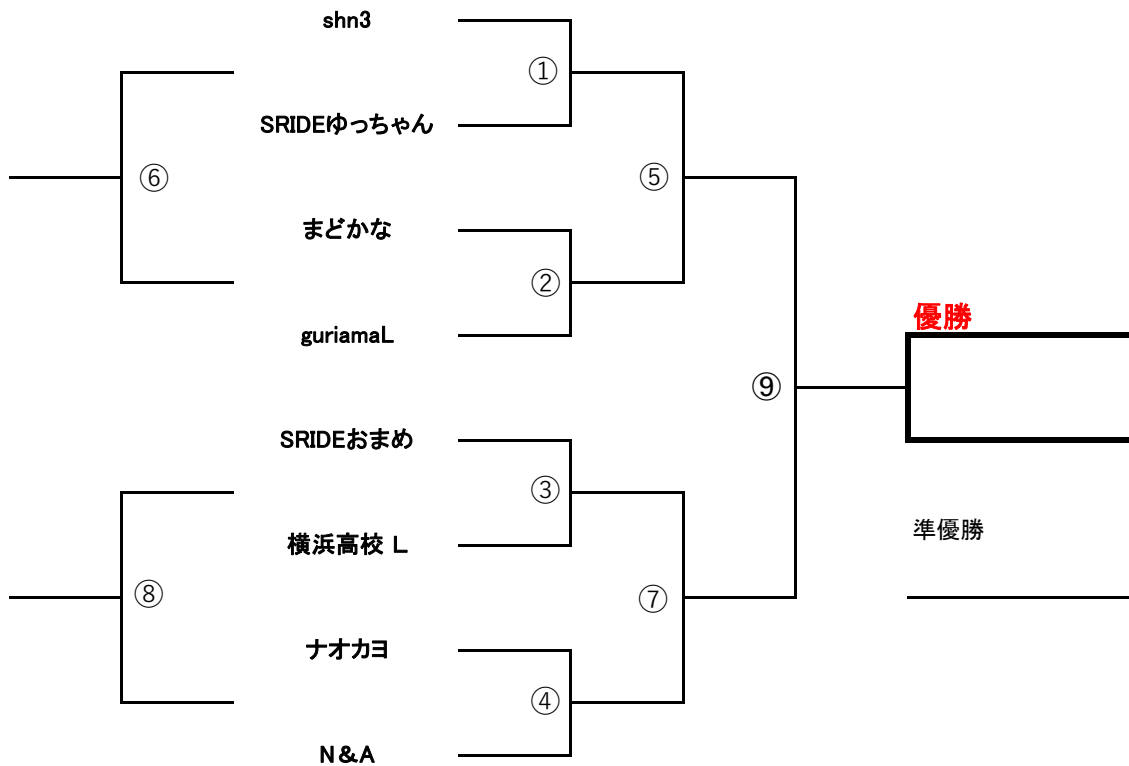 shn3
①
SRIDEゆっちゃん
⑥
⑤
まどかな
②
guriamaL
優勝
⑨
SRIDEおまめ
③
準優勝
横浜高校 L
⑧
⑦
ナオカヨ
④
N&A